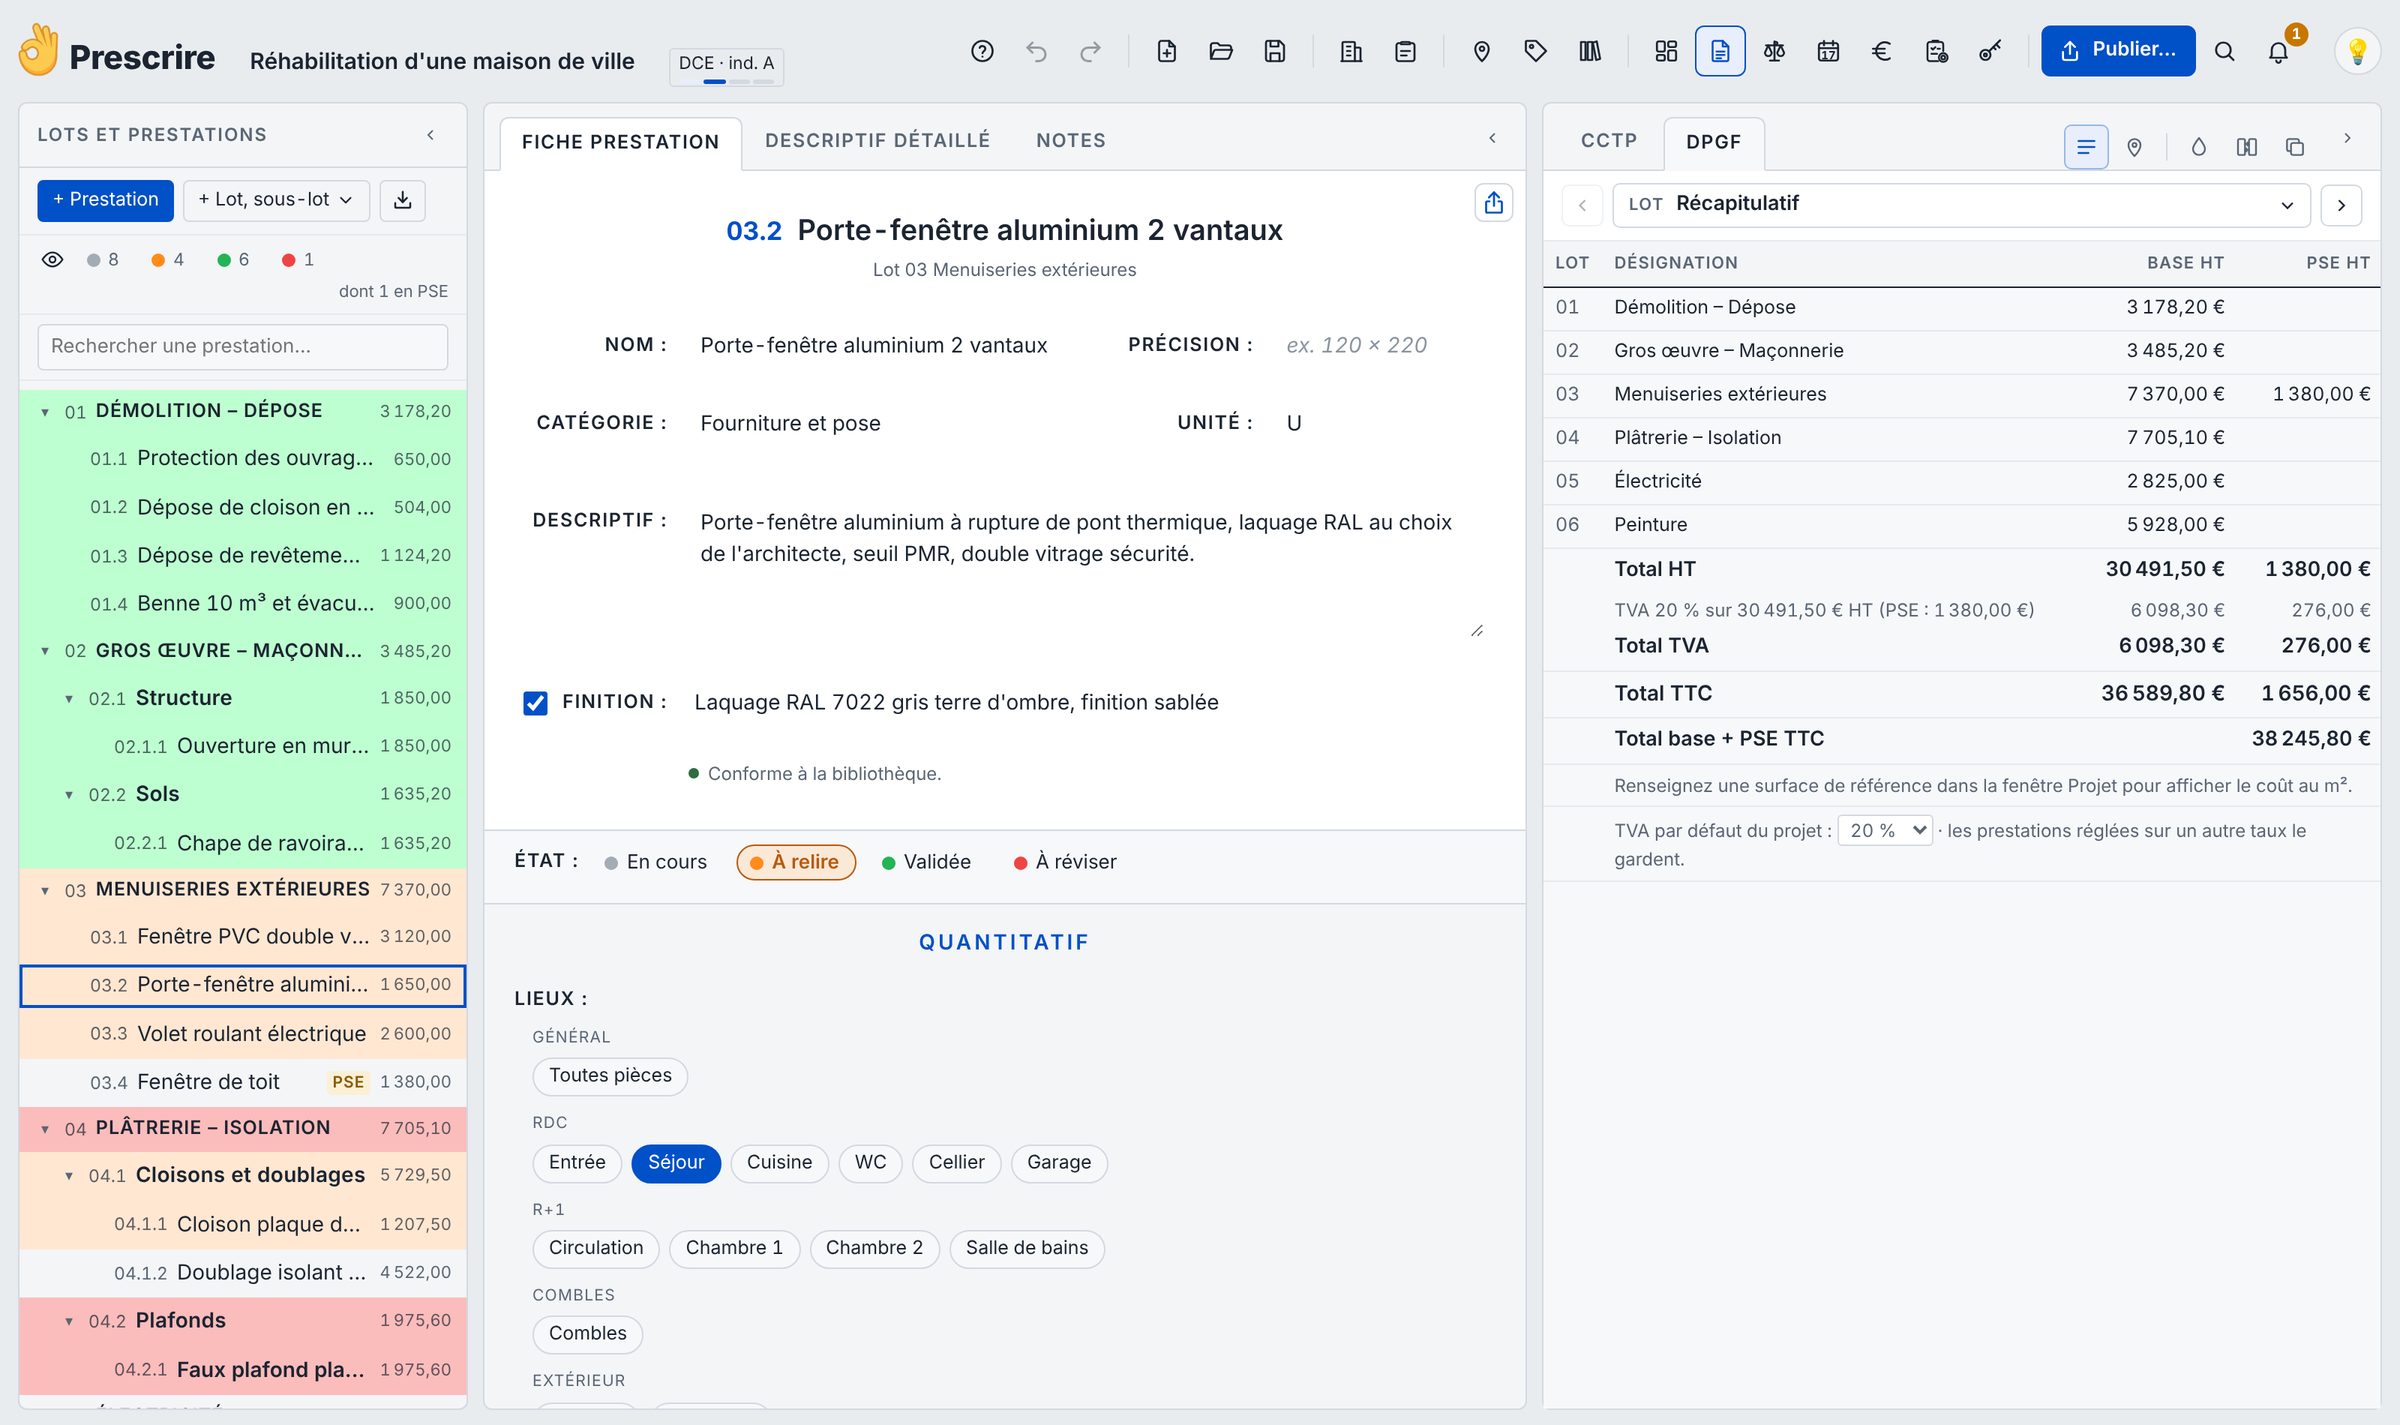 Prescrire
Réhabilitation d'une maison de ville
DCE · ind. A
17
Publier...
1
LOTS ET PRESTATIONS
+ Prestation
+ Lot, sous-lot
8
4
6
1
dont 1 en PSE
Rechercher une prestation...
01 DÉMOLITION – DÉPOSE 3 178,20
01.1 Protection des ouvrag... 650,00
01.2 Dépose de cloison en ... 504,00
01.3 Dépose de revêteme... 1 124,20
01.4 Benne 10 m³ et évacu... 900,00
02 GROS ŒUVRE – MAÇONN... 3 485,20
02.1 Structure 1 850,00
02.1.1 Ouverture en mur... 1 850,00
02.2 Sols 1 635,20
02.2.1 Chape de ravoira... 1 635,20
03 MENUISERIES EXTÉRIEURES 7 370,00
03.1 Fenêtre PVC double v... 3 120,00
03.2 Porte-fenêtre alumini... 1 650,00
03.3 Volet roulant électrique 2 600,00
03.4 Fenêtre de toit PSE 1 380,00
04 PLÂTRERIE – ISOLATION 7 705,10
04.1 Cloisons et doublages 5 729,50
04.1.1 Cloison plaque d... 1 207,50
04.1.2 Doublage isolant ... 4 522,00
04.2 Plafonds 1 975,60
04.2.1 Faux plafond pla... 1 975,60
FICHE PRESTATION
DESCRIPTIF DÉTAILLÉ
NOTES
03.2 Porte-fenêtre aluminium 2 vantaux
Lot 03 Menuiseries extérieures
NOM : Porte-fenêtre aluminium 2 vantaux
PRÉCISION : ex. 120 × 220
CATÉGORIE : Fourniture et pose
UNITÉ : U
DESCRIPTIF : Porte-fenêtre aluminium à rupture de pont thermique, laquage RAL au choix
de l'architecte, seuil PMR, double vitrage sécurité.
FINITION : Laquage RAL 7022 gris terre d'ombre, finition sablée
Conforme à la bibliothèque.
ÉTAT : En cours À relire Validée À réviser
QUANTITATIF
LIEUX :
GÉNÉRAL
Toutes pièces
RDC
Entrée Séjour Cuisine WC Cellier Garage
R+1
Circulation Chambre 1 Chambre 2 Salle de bains
COMBLES
Combles
EXTÉRIEUR
CCTP
DPGF
LOT Récapitulatif
LOT DÉSIGNATION BASE HT PSE HT
01 Démolition – Dépose 3 178,20 €
02 Gros œuvre – Maçonnerie 3 485,20 €
03 Menuiseries extérieures 7 370,00 € 1 380,00 €
04 Plâtrerie – Isolation 7 705,10 €
05 Électricité 2 825,00 €
06 Peinture 5 928,00 €
Total HT 30 491,50 € 1 380,00 €
TVA 20 % sur 30 491,50 € HT (PSE : 1 380,00 €) 6 098,30 € 276,00 €
Total TVA 6 098,30 € 276,00 €
Total TTC 36 589,80 € 1 656,00 €
Total base + PSE TTC 38 245,80 €
Renseignez une surface de référence dans la fenêtre Projet pour afficher le coût au m².
TVA par défaut du projet : 20 % · les prestations réglées sur un autre taux le
gardent.